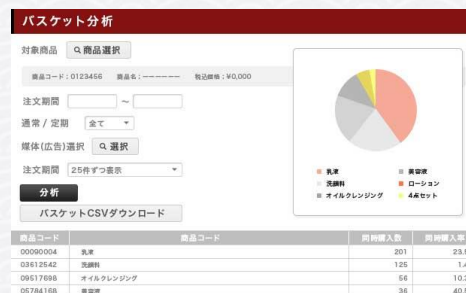 バスケット分析
対象商品 商品選択
商品コード：0123456 商品名：ーーーーーー 税込価格：¥0,000
注文期間 ～
通常 / 定期 全て
媒体(広告)選択 選択
注文期間 25件ずつ表示
分析
バスケットCSVダウンロード
乳液 美容液
洗顔料 ローション
オイルクレンジング 4点セット
商品コード 商品コード 同時購入数 同時購入率
00090004 乳液 201 23.9
03612542 洗顔料 125 1.4
09517698 オイルクレンジング 56 10.3
05784168 美容液 36 40.5